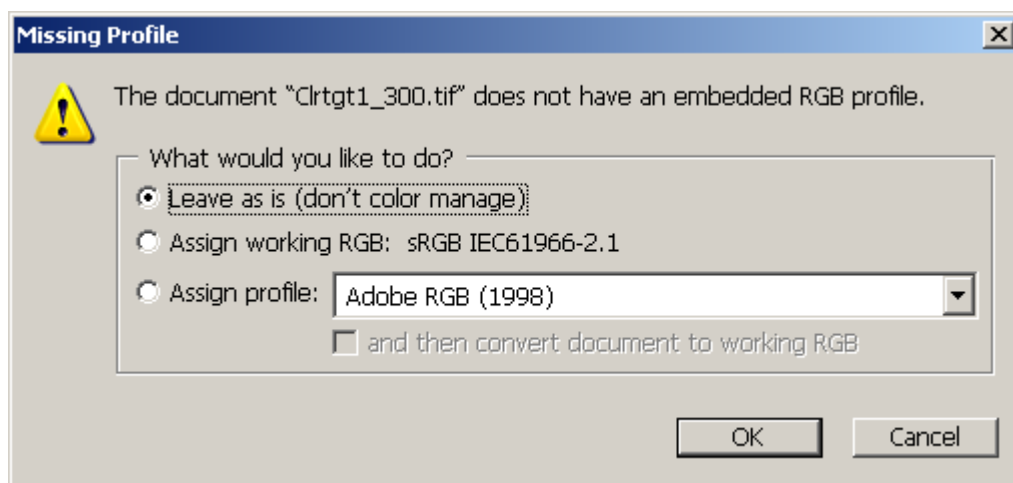 Missing Profile
The document “Clrtgt1_300.tif” does not have an embedded RGB profile.
What would you like to do?
Leave as is (don't color manage)
Assign working RGB: sRGB IEC61966-2.1
Assign profile: Adobe RGB (1998)
and then convert document to working RGB
OK Cancel